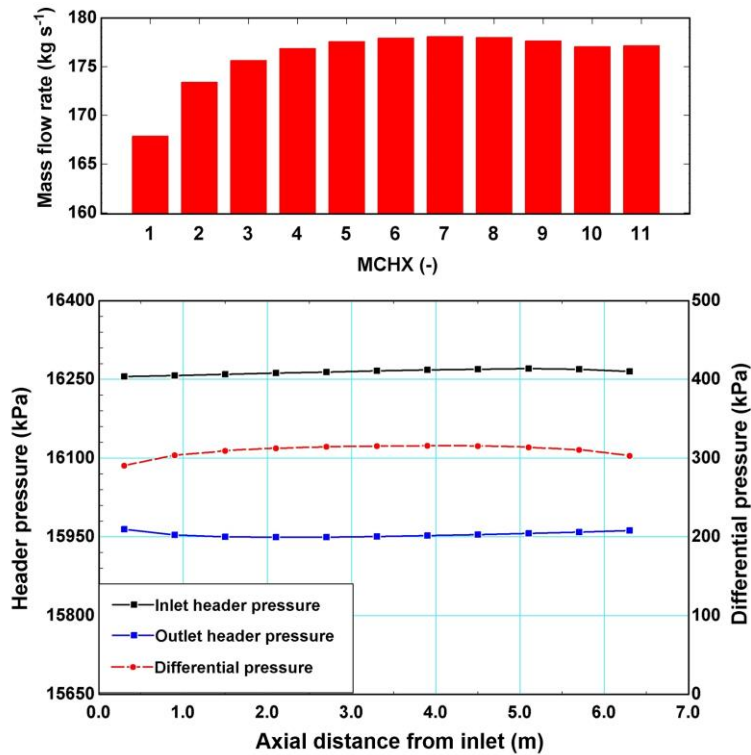 180
175
170
165
160
Mass flow rate (kg s-1)
1 2 3 4 5 6 7 8 9 10 11
MCHX (-)
16400
16250
16100
15950
15800
15650
Header pressure (kPa)
500
400
300
200
100
0
Differential pressure (kPa)
Inlet header pressure
Outlet header pressure
Differential pressure
0.0 1.0 2.0 3.0 4.0 5.0 6.0 7.0
Axial distance from inlet (m)